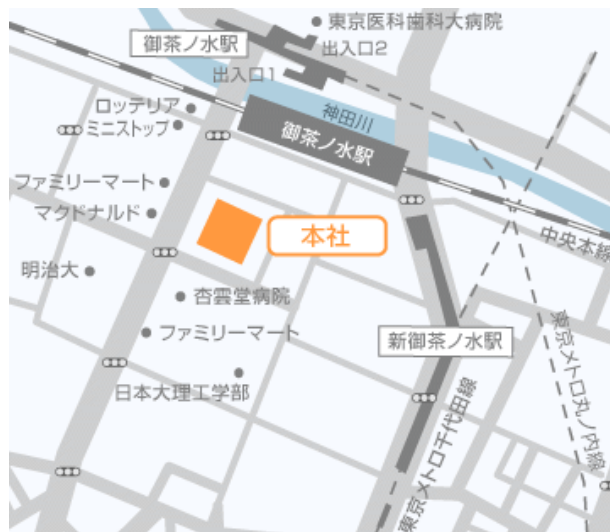 東京医科歯科大病院
御茶ノ水駅
出入口2
出入口1
ロッテリア
ミニストップ
神田川
御茶ノ水駅
ファミリーマート
マクドナルド
本社
中央本線
明治大
杏雲堂病院
ファミリーマート
新御茶ノ水駅
東京メトロ丸ノ内線
日本大理工学部
東京メトロ千代田線